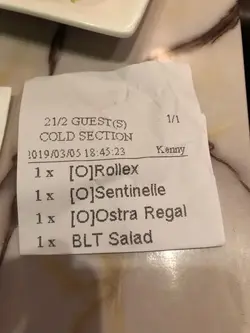 21/2 GUEST(S) 1/1
COLD SECTION
1019/03/05 18:45:23 Kenny
1 x [O]Rollex
1 x [O]Sentinelle
1 x [O]Ostra Regal
1 x BLT Salad